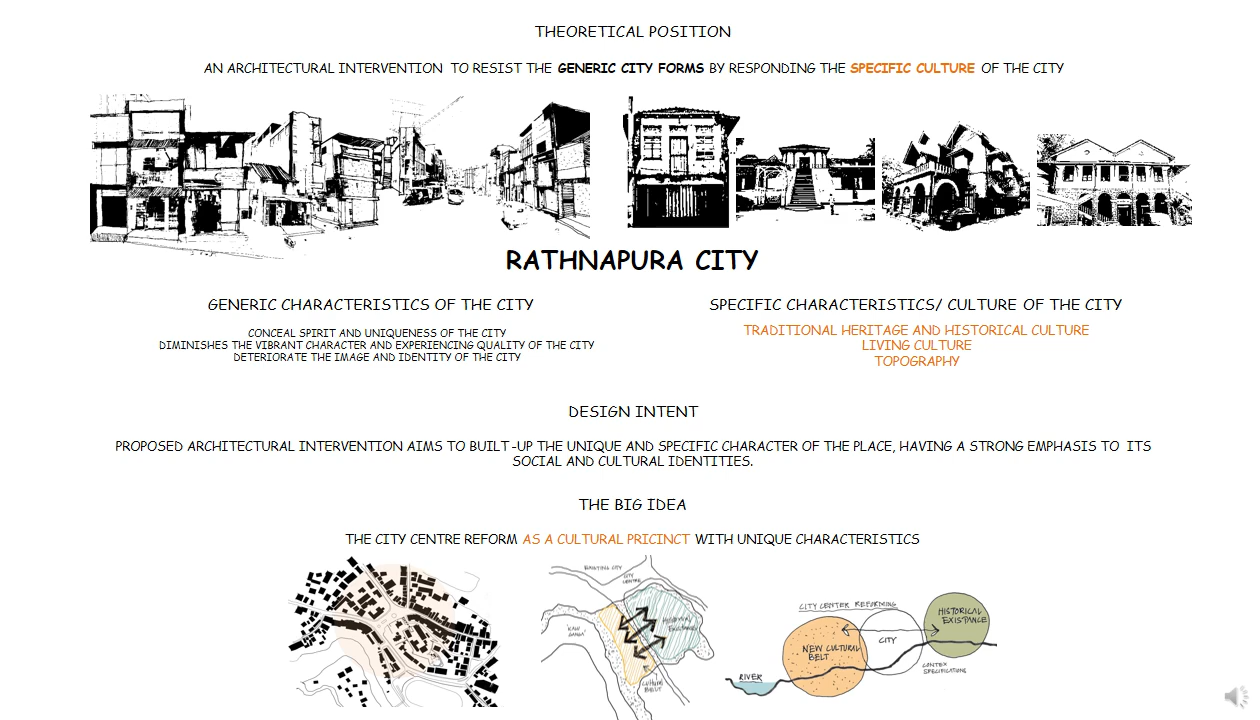 THEORETICAL POSITION
AN ARCHITECTURAL INTERVENTION TO RESIST THE GENERIC CITY FORMS BY RESPONDING THE SPECIFIC CULTURE OF THE CITY
RATHNAPURA CITY
GENERIC CHARACTERISTICS OF THE CITY
CONCEAL SPIRIT AND UNIQUENESS OF THE CITY
DIMINISHES THE VIBRANT CHARACTER AND EXPERIENCING QUALITY OF THE CITY
DETERIORATE THE IMAGE AND IDENTITY OF THE CITY
SPECIFIC CHARACTERISTICS/ CULTURE OF THE CITY
TRADITIONAL HERITAGE AND HISTORICAL CULTURE
LIVING CULTURE
TOPOGRAPHY
DESIGN INTENT
PROPOSED ARCHITECTURAL INTERVENTION AIMS TO BUILT-UP THE UNIQUE AND SPECIFIC CHARACTER OF THE PLACE, HAVING A STRONG EMPHASIS TO ITS
SOCIAL AND CULTURAL IDENTITIES.
THE BIG IDEA
THE CITY CENTRE REFORM AS A CULTURAL PRICINCT WITH UNIQUE CHARACTERISTICS
EXISTING CITY
CITY
CENTRE
GANGA'
BELT
CITY CENTER REFORMING
NEW CULTURAL
BELT
CITY
HISTORICAL
EXISTANCE
CONTEX
SPECIFICATIONS
RIVER